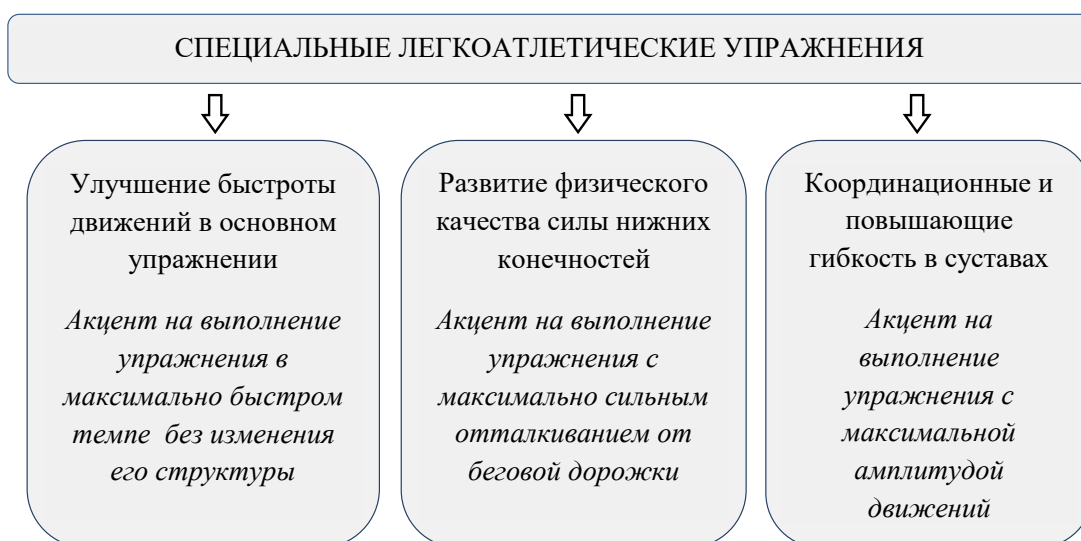 СПЕЦИАЛЬНЫЕ ЛЕГКОАТЛЕТИЧЕСКИЕ УПРАЖНЕНИЯ
Улучшение быстроты
движений в основном
упражнении
Акцент на выполнение
упражнения в
максимально быстром
темпе без изменения
его структуры
Развитие физического
качества силы нижних
конечностей
Акцент на выполнение
упражнения с
максимально сильным
отталкиванием от
беговой дорожки
Координационные и
повышающие
гибкость в суставах
Акцент на
выполнение
упражнения с
максимальной
амплитудой
движений